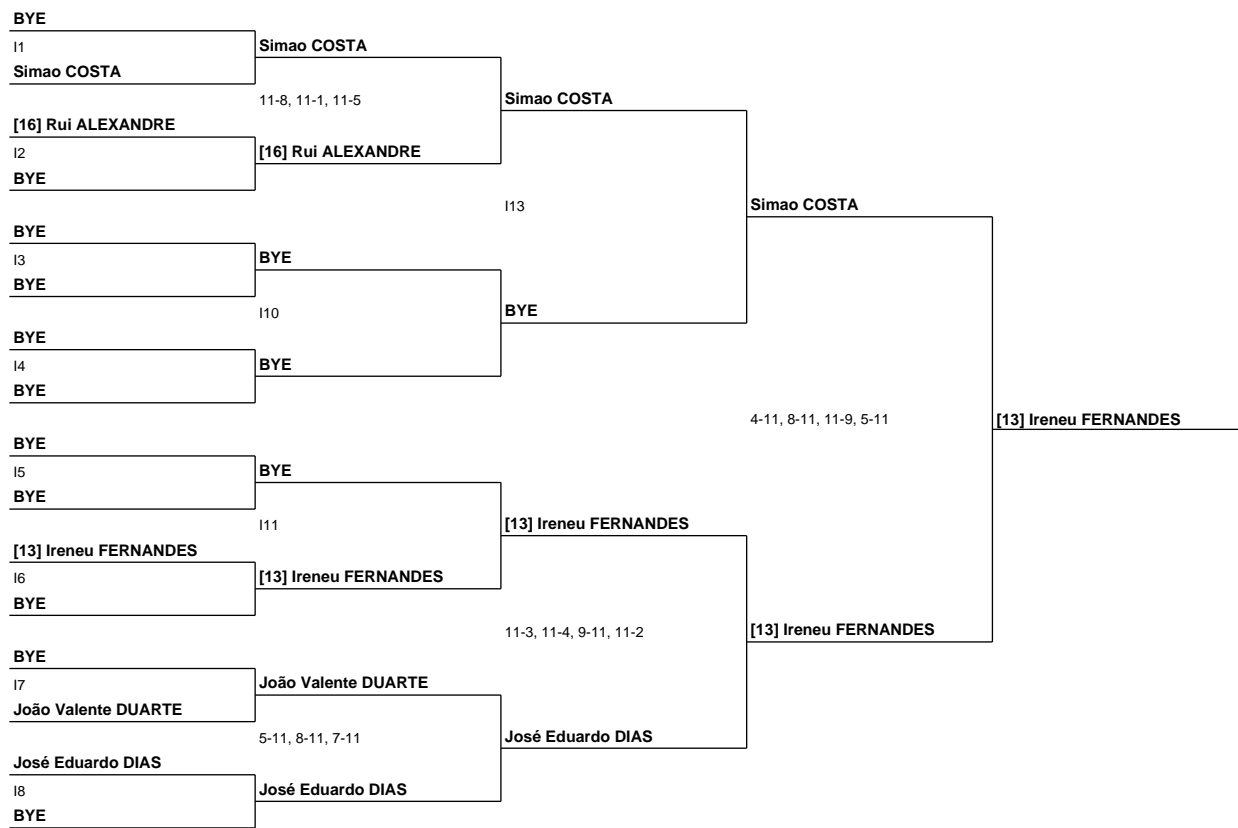 BYE
I1
Simao COSTA
Simao COSTA
11-8, 11-1, 11-5
Simao COSTA
[16] Rui ALEXANDRE
I2
[16] Rui ALEXANDRE
BYE
I13
Simao COSTA
BYE
I3
BYE
BYE
I10
BYE
BYE
I4
BYE
BYE
4-11, 8-11, 11-9, 5-11
[13] Ireneu FERNANDES
BYE
I5
BYE
BYE
I11
[13] Ireneu FERNANDES
[13] Ireneu FERNANDES
I6
[13] Ireneu FERNANDES
BYE
11-3, 11-4, 9-11, 11-2
[13] Ireneu FERNANDES
BYE
I7
João Valente DUARTE
João Valente DUARTE
5-11, 8-11, 7-11
José Eduardo DIAS
José Eduardo DIAS
I8
José Eduardo DIAS
BYE